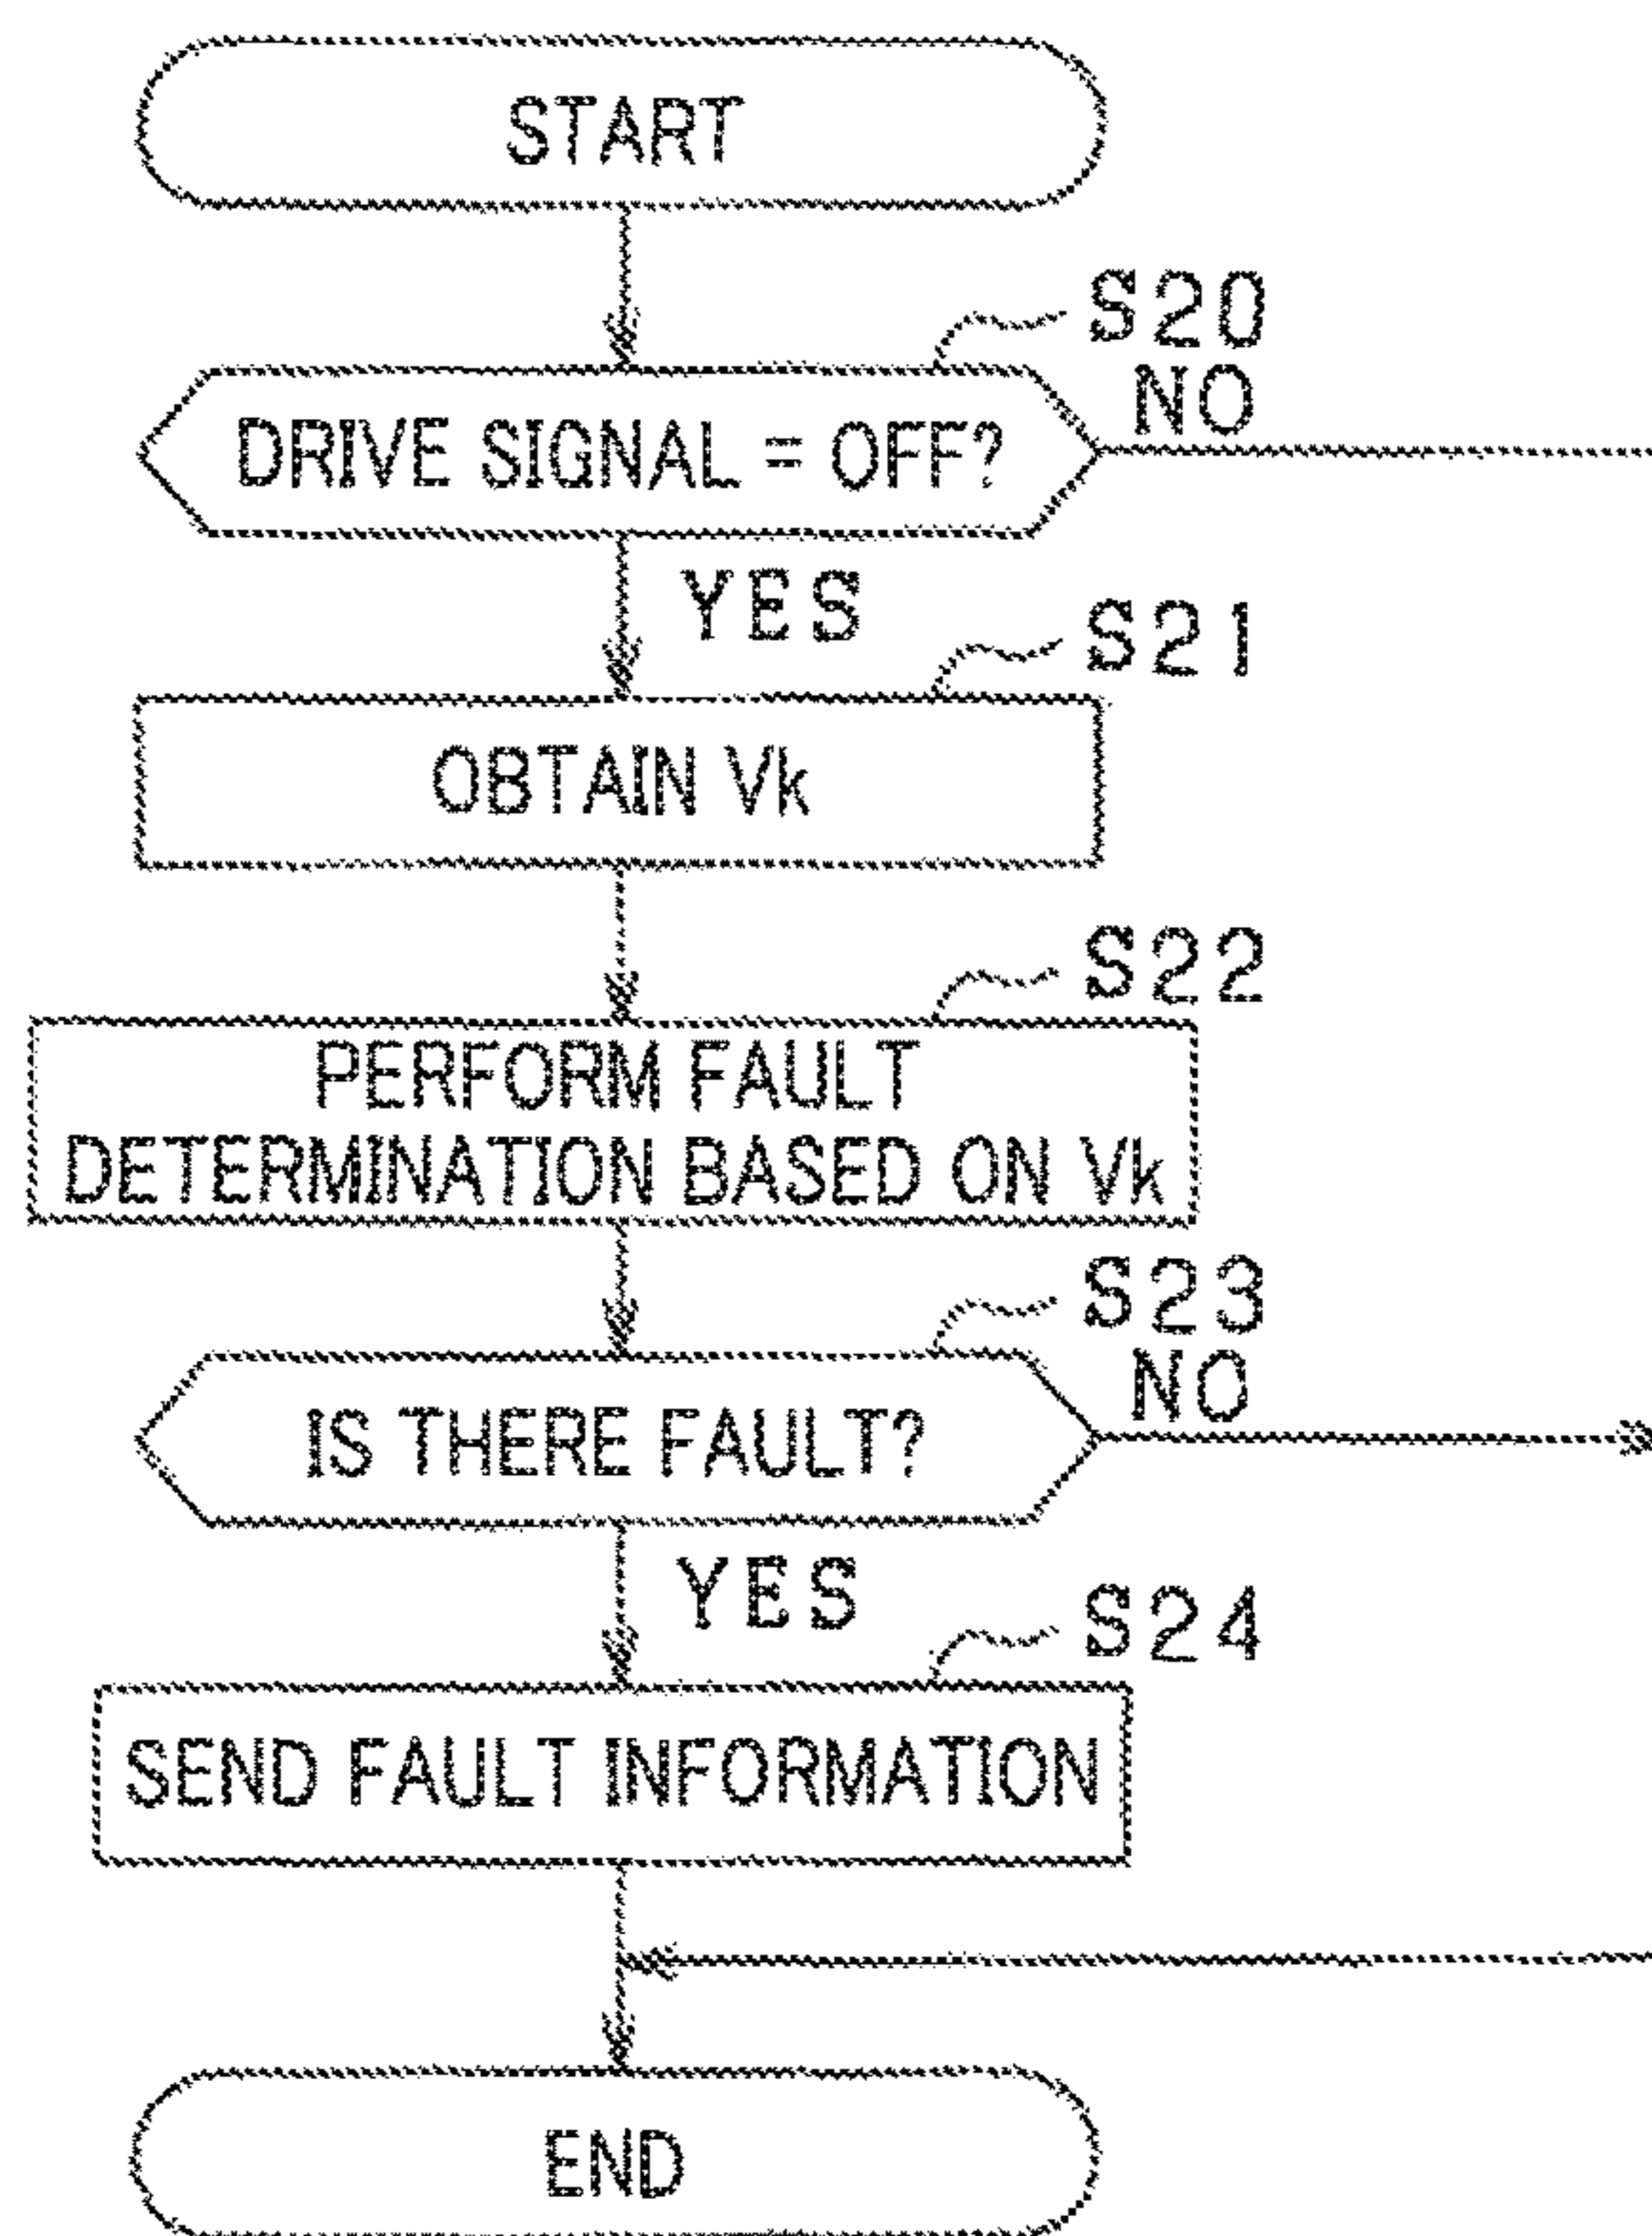 START
S20
NO
DRIVE SIGNAL = OFF?
YES
S21
OBTAIN Vk
S22
PERFORM FAULT
DETERMINATION BASED ON Vk
S23
NO
IS THERE FAULT?
YES
S24
SEND FAULT INFORMATION
END